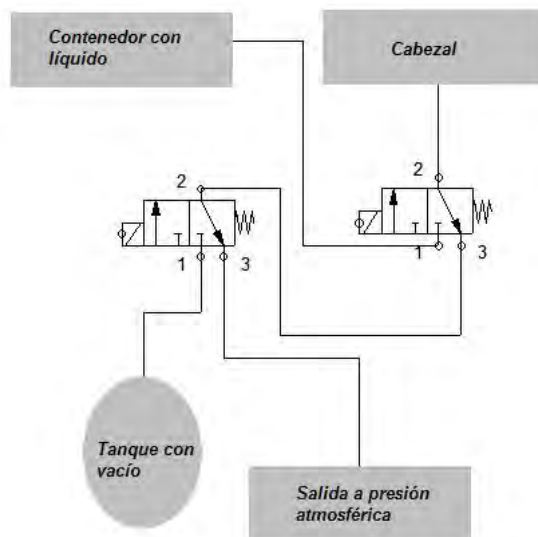 Contenedor con
líquido
Cabezal
2
2
1
3
1
3
Tanque con
vacío
Salida a presión
atmosférica